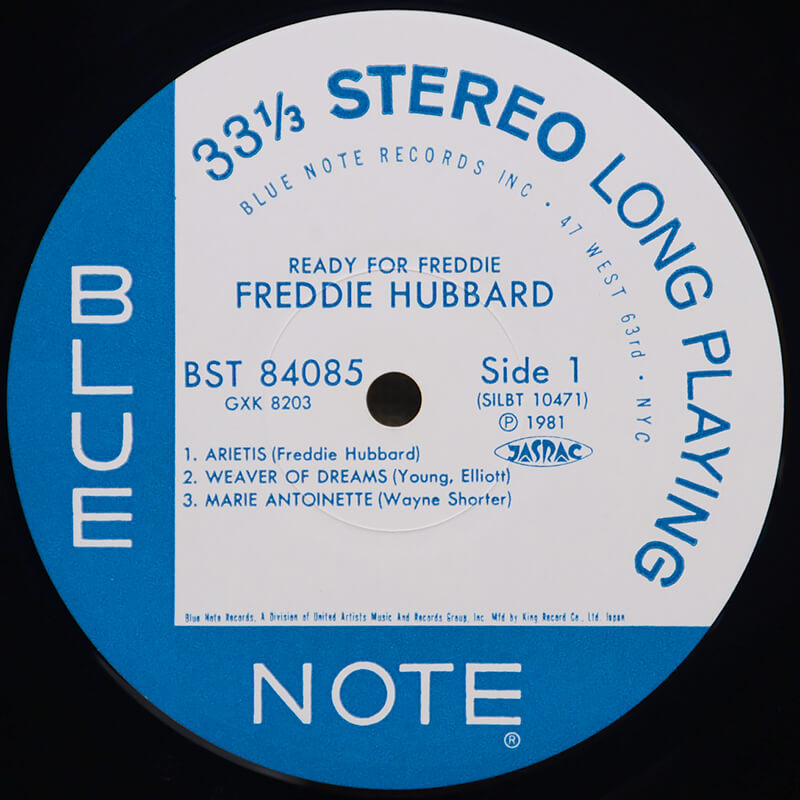 33⅓ STEREO LONG PLAYING
BLUE NOTE RECORDS INC • 47 WEST 63rd • NYC
READY FOR FREDDIE
FREDDIE HUBBARD
BST 84085
GXK 8203
Side 1
(SILBT 10471)
Ⓟ 1981
JASRAC
1. ARIETIS (Freddie Hubbard)
2. WEAVER OF DREAMS (Young, Elliott)
3. MARIE ANTOINETTE (Wayne Shorter)
Blue Note Records, A Division of United Artists Music And Records Group, Inc. Mfd by King Record Co., Ltd. Japan
BLUE
NOTE
®